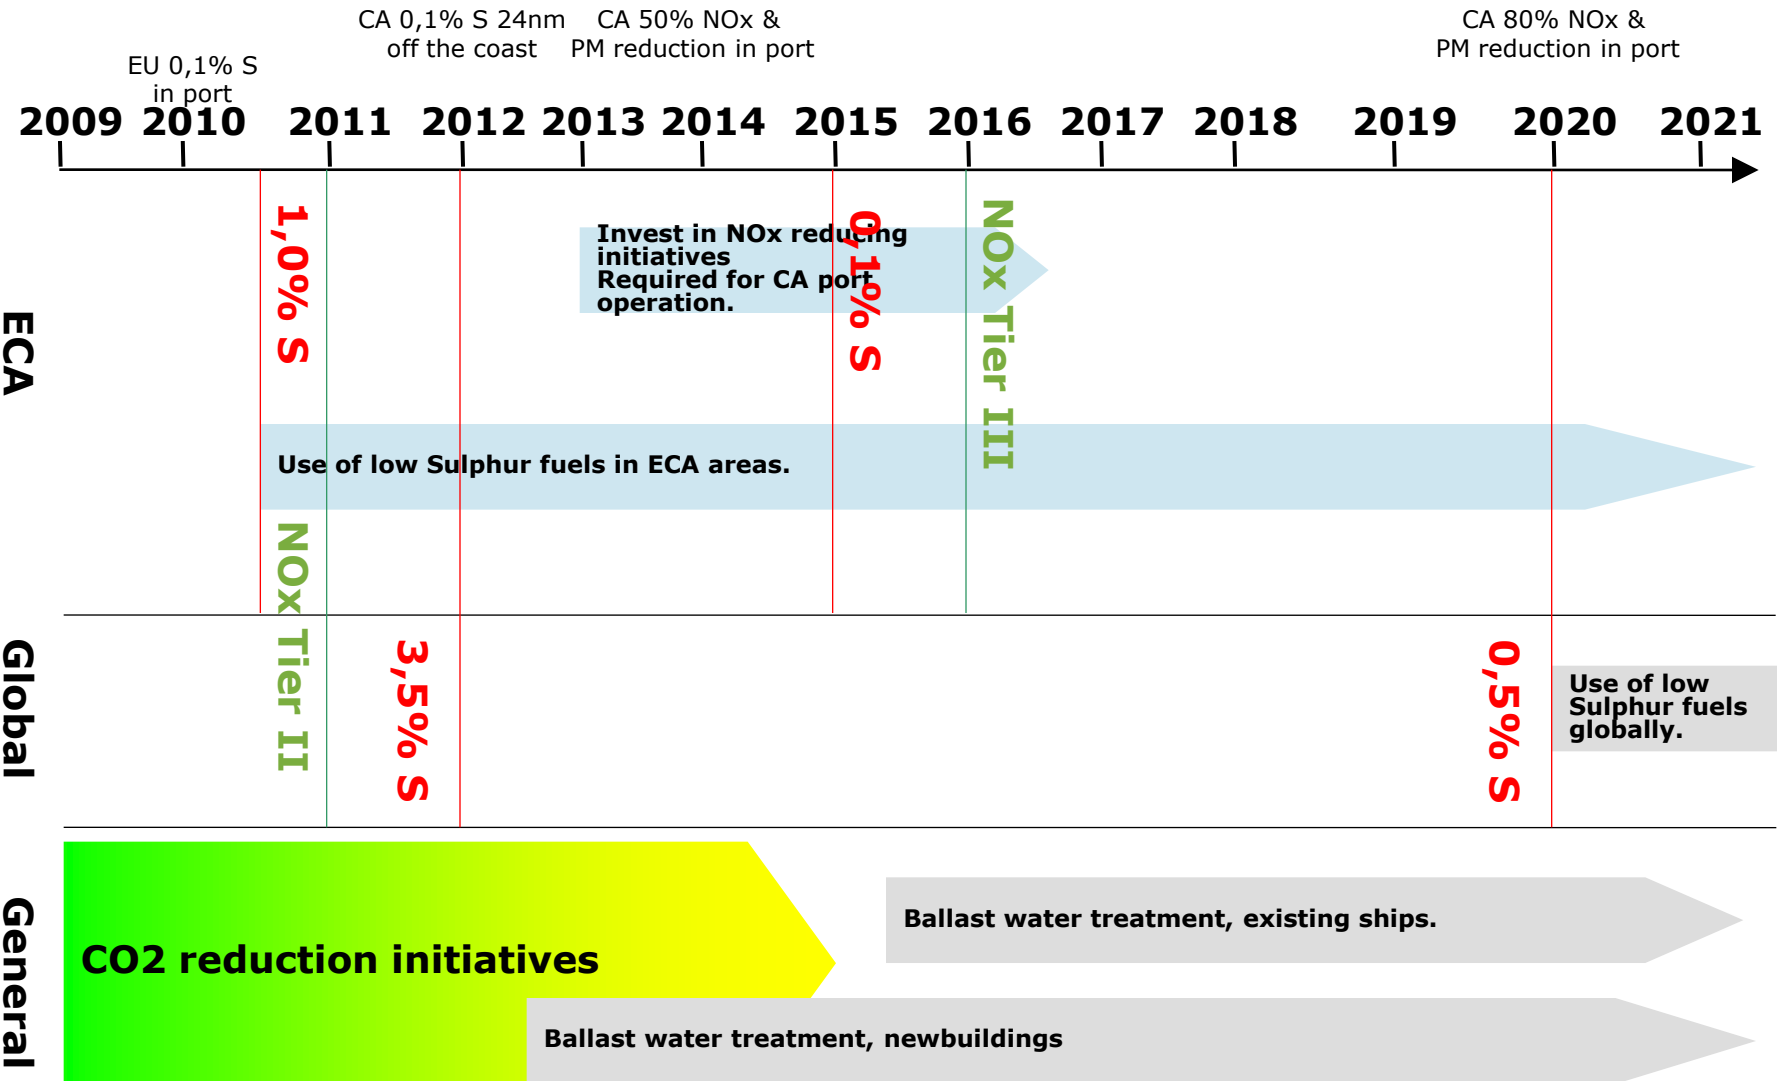 CA 0,1% S 24nm
off the coast
CA 50% NOx &
PM reduction in port
CA 80% NOx &
PM reduction in port
EU 0,1% S
in port
2009 2010 2011 2012 2013 2014 2015 2016 2017 2018 2019 2020 2021
ECA
1,0% S
Invest in NOx reducing
initiatives
Required for CA port
operation.
0,1% S
NOx Tier III
Use of low Sulphur fuels in ECA areas.
NOx Tier II
Global
3,5% S
0,5% S
Use of low
Sulphur fuels
globally.
General
CO2 reduction initiatives
Ballast water treatment, existing ships.
Ballast water treatment, newbuildings